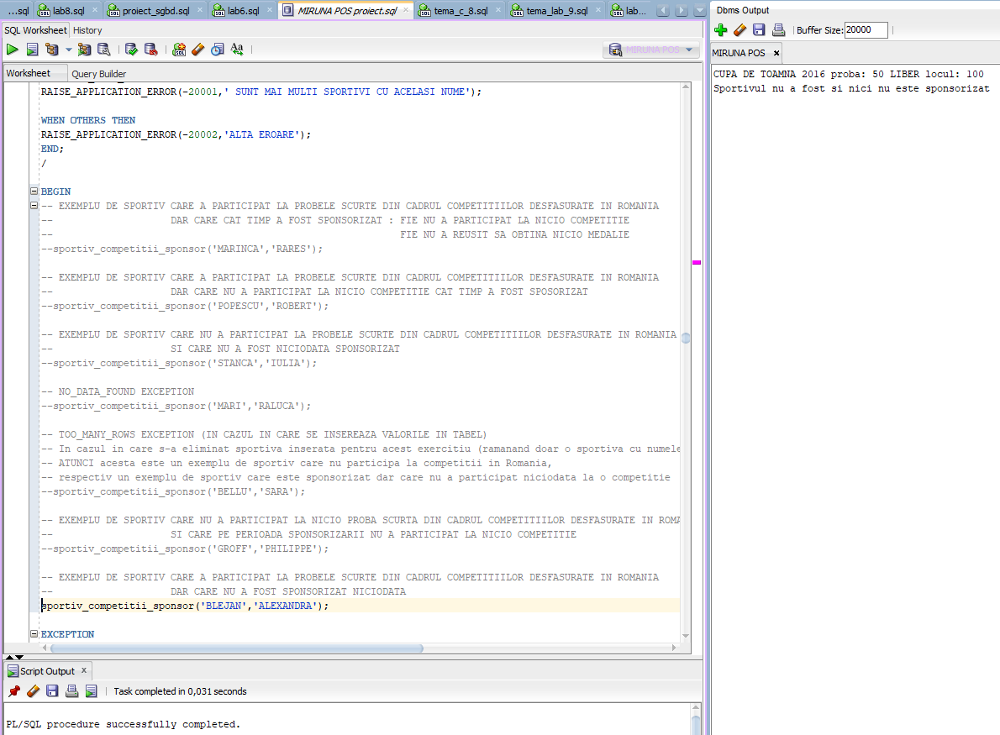 ...sql lab8.sql proiect_sgbd.sql lab6.sql MIRUNA POS proiect.sql tema_c_8.sql tema_lab_9.sql lab...
SQL Worksheet History
MIRUNA POS
Worksheet Query Builder
RAISE_APPLICATION_ERROR(-20001,' SUNT MAI MULTI SPORTIVI CU ACELASI NUME');
WHEN OTHERS THEN
RAISE_APPLICATION_ERROR(-20002,'ALTA EROARE');
END;
/
BEGIN
-- EXEMPLU DE SPORTIV CARE A PARTICIPAT LA PROBELE SCURTE DIN CADRUL COMPETITIILOR DESFASURATE IN ROMANIA
-- DAR CARE CAT TIMP A FOST SPONSORIZAT : FIE NU A PARTICIPAT LA NICIO COMPETITIE
-- FIE NU A REUSIT SA OBTINA NICIO MEDALIE
--sportiv_competitii_sponsor('MARINCA','RARES');
-- EXEMPLU DE SPORTIV CARE A PARTICIPAT LA PROBELE SCURTE DIN CADRUL COMPETITIILOR DESFASURATE IN ROMANIA
-- DAR CARE NU A PARTICIPAT LA NICIO COMPETITIE CAT TIMP A FOST SPOSORIZAT
--sportiv_competitii_sponsor('POPESCU','ROBERT');
-- EXEMPLU DE SPORTIV CARE NU A PARTICIPAT LA PROBELE SCURTE DIN CADRUL COMPETITIILOR DESFASURATE IN ROMANIA
-- SI CARE NU A FOST NICIODATA SPONSORIZAT
--sportiv_competitii_sponsor('STANCA','IULIA');
-- NO_DATA_FOUND EXCEPTION
--sportiv_competitii_sponsor('MARI','RALUCA');
-- TOO_MANY_ROWS EXCEPTION (IN CAZUL IN CARE SE INSEREAZA VALORILE IN TABEL)
-- In cazul in care s-a eliminat sportiva inserata pentru acest exercitiu (ramanand doar o sportiva cu numele
-- ATUNCI acesta este un exemplu de sportiv care nu participa la competitii in Romania,
-- respectiv un exemplu de sportiv care este sponsorizat dar care nu a participat niciodata la o competitie
--sportiv_competitii_sponsor('BELLU','SARA');
-- EXEMPLU DE SPORTIV CARE NU A PARTICIPAT LA NICIO PROBA SCURTA DIN CADRUL COMPETITIILOR DESFASURATE IN ROMA
-- SI CARE PE PERIOADA SPONSORIZARII NU A PARTICIPAT LA NICIO COMPETITIE
--sportiv_competitii_sponsor('GROFF','PHILIPPE');
-- EXEMPLU DE SPORTIV CARE A PARTICIPAT LA PROBELE SCURTE DIN CADRUL COMPETITIILOR DESFASURATE IN ROMANIA
-- DAR CARE NU A FOST SPONSORIZAT NICIODATA
sportiv_competitii_sponsor('BLEJAN','ALEXANDRA');
EXCEPTION
Script Output
Task completed in 0,031 seconds
PL/SQL procedure successfully completed.
Dbms Output
Buffer Size: 20000
MIRUNA POS
CUPA DE TOAMNA 2016 proba: 50 LIBER locul: 100
Sportivul nu a fost si nici nu este sponsorizat